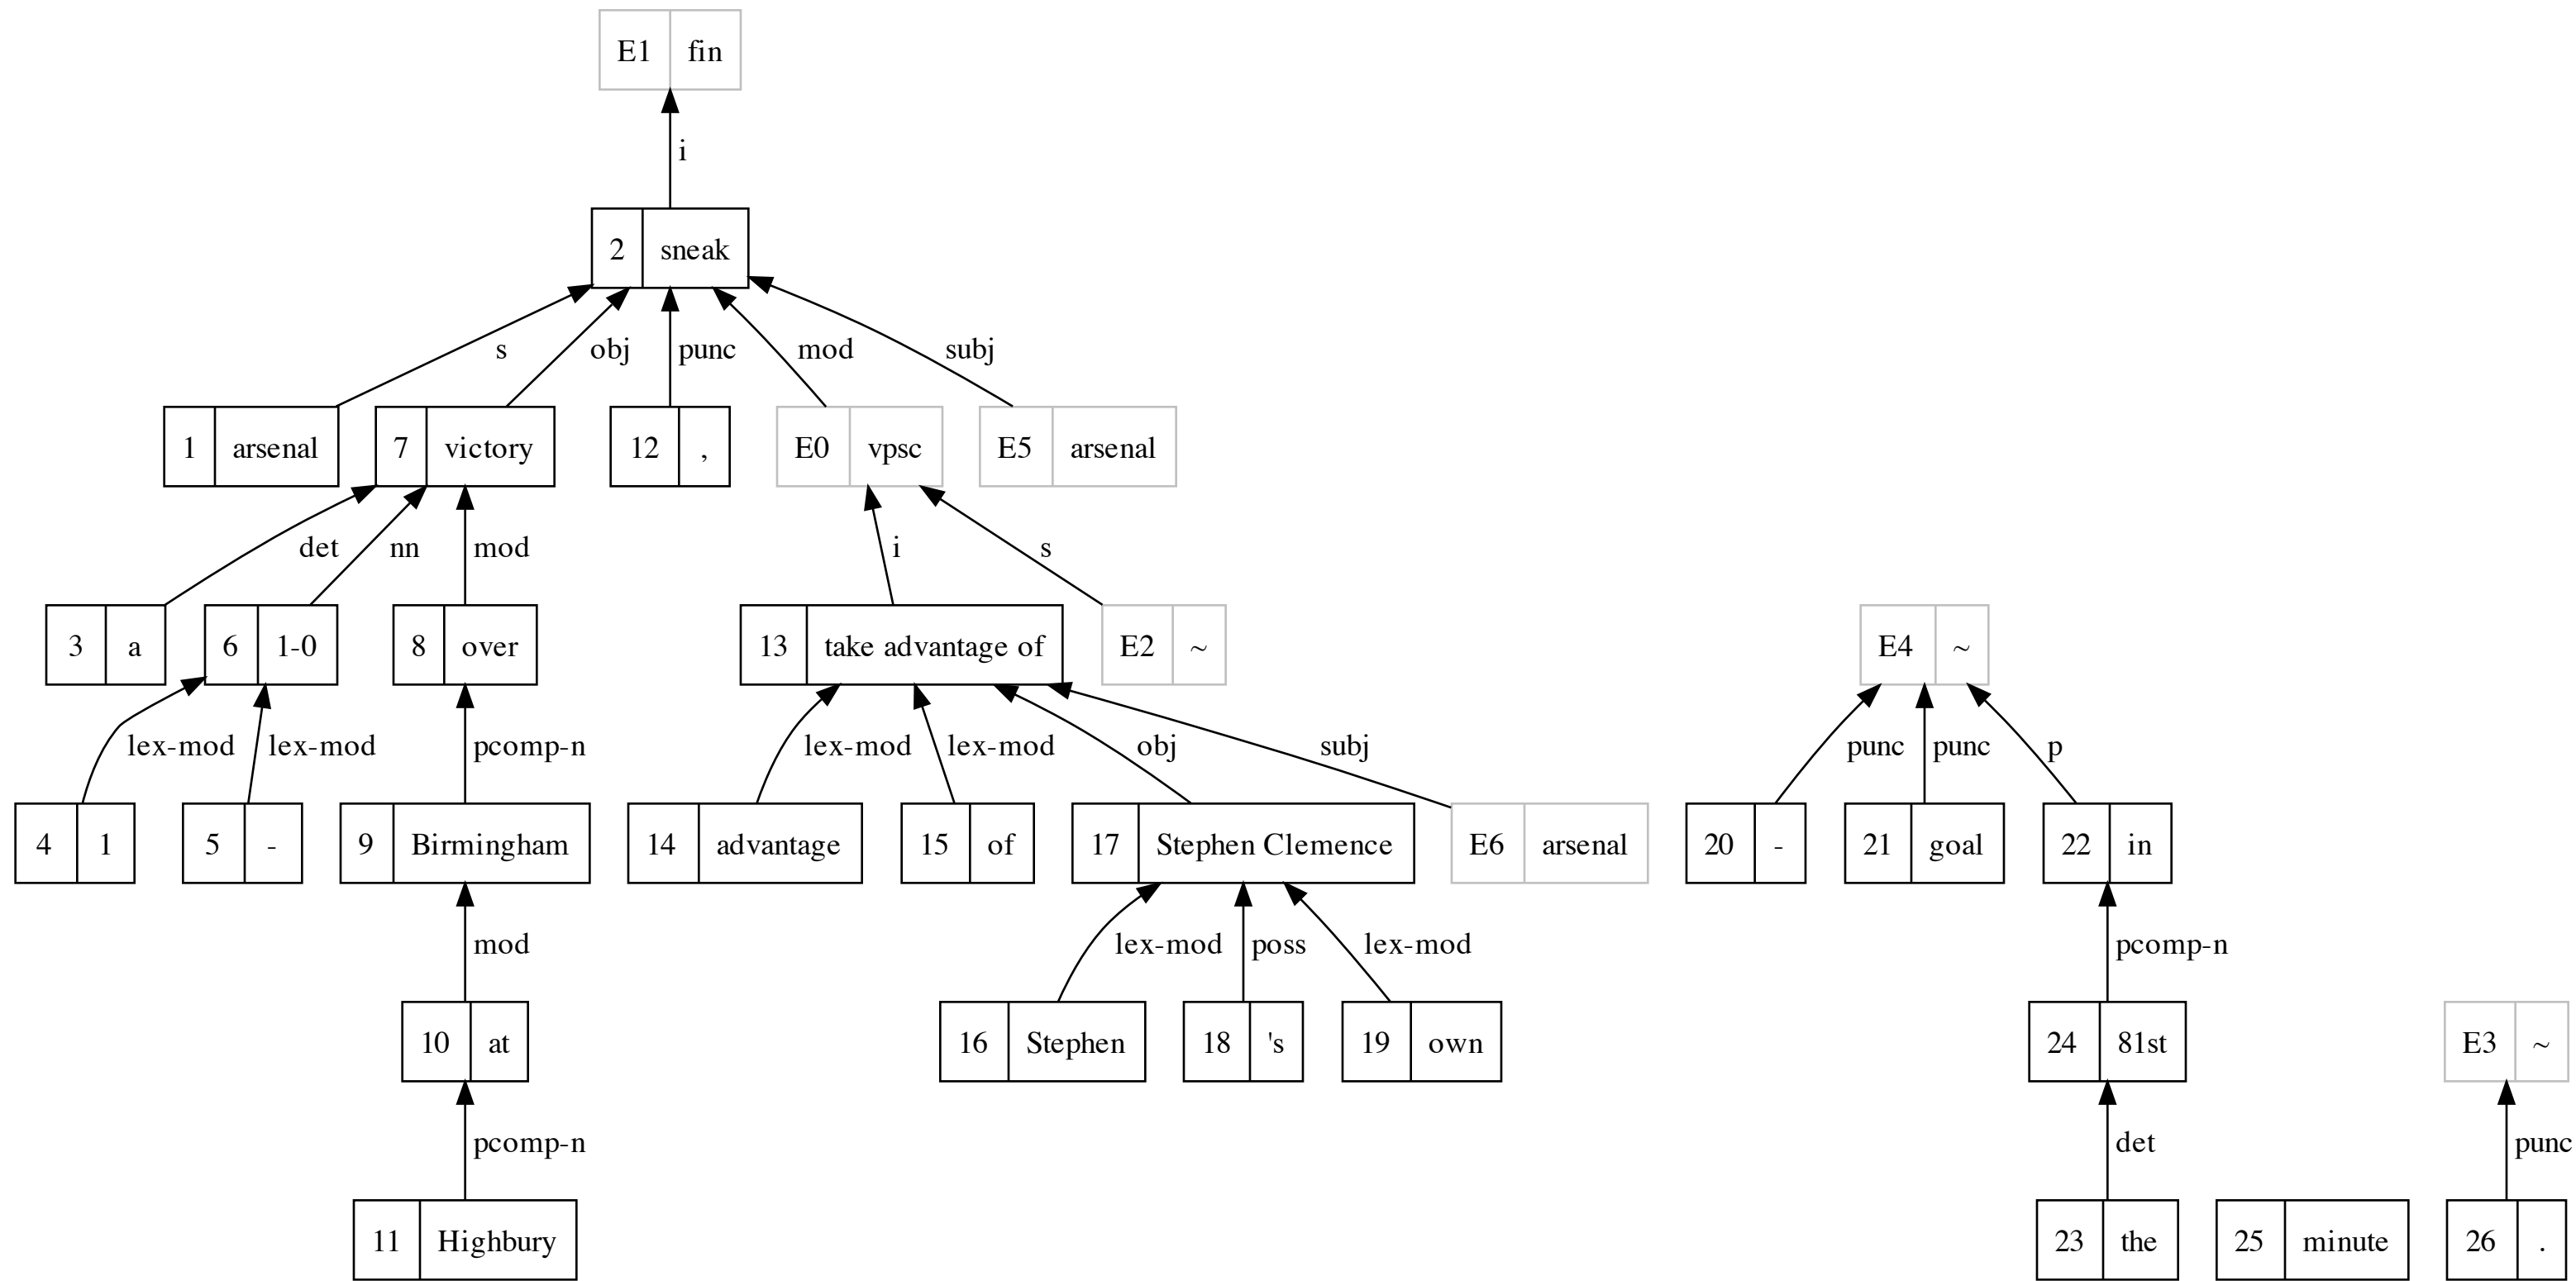 E1 fin
i
2 sneak
s obj punc mod subj
1 arsenal 7 victory 12 , E0 vpsc E5 arsenal
det nn mod i s
3 a 6 1-0 8 over 13 take advantage of E2 ~ E4 ~
lex-mod lex-mod pcomp-n lex-mod lex-mod obj subj punc punc p
4 1 5 - 9 Birmingham 14 advantage 15 of 17 Stephen Clemence E6 arsenal 20 - 21 goal 22 in
mod lex-mod poss lex-mod pcomp-n
10 at 16 Stephen 18 's 19 own 24 81st E3 ~
pcomp-n det punc
11 Highbury 23 the 25 minute 26 .